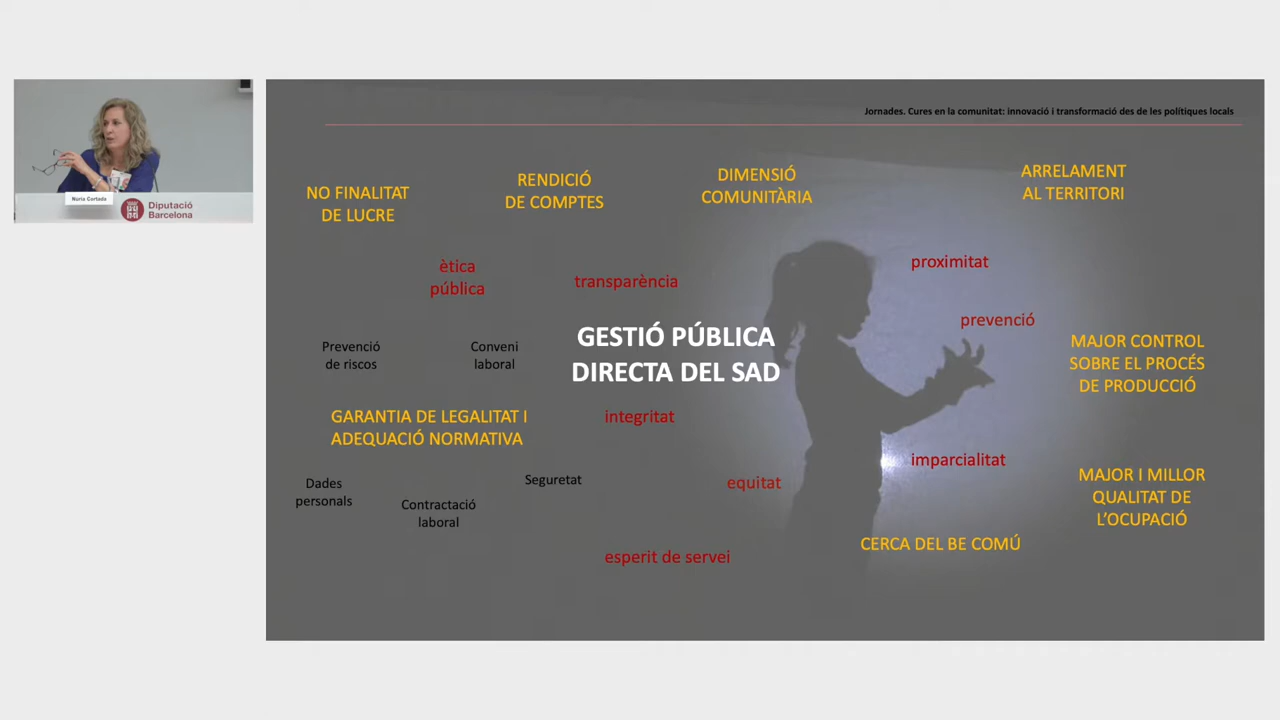 Jornades. Cures en la comunitat: innovació i transformació des de les polítiques locals
Nuria Cortada
Diputació
Barcelona
NO FINALITAT
DE LUCRE
RENDICIÓ
DE COMPTES
DIMENSIÓ
COMUNITÀRIA
ARRELAMENT
AL TERRITORI
ètica
pública
transparència
proximitat
prevenció
Prevenció
de riscos
Conveni
laboral
GESTIÓ PÚBLICA
DIRECTA DEL SAD
MAJOR CONTROL
SOBRE EL PROCÉS
DE PRODUCCIÓ
GARANTIA DE LEGALITAT I
ADEQUACIÓ NORMATIVA
integritat
imparcialitat
Dades
personals
Contractació
laboral
Seguretat
equitat
MAJOR I MILLOR
QUALITAT DE
L'OCUPACIÓ
esperit de servei
CERCA DEL BE COMÚ